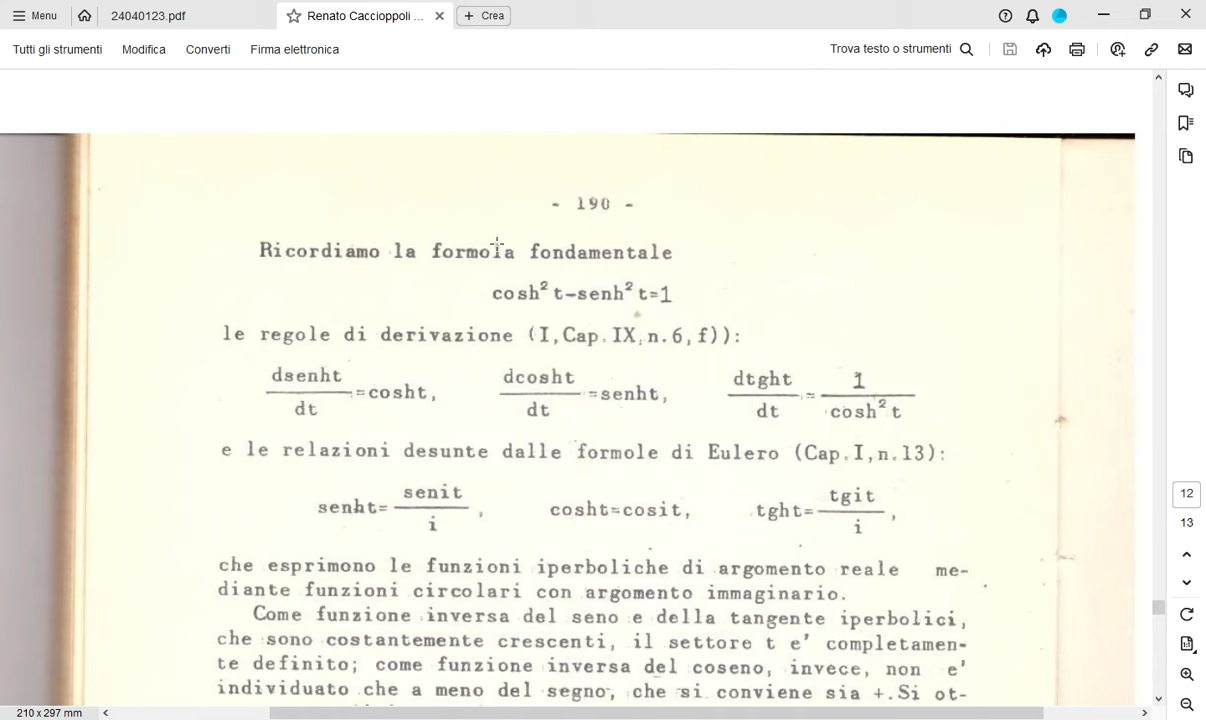 Menu 24040123.pdf Renato Caccioppoli ... Crea
Tutti gli strumenti Modifica Converti Firma elettronica Trova testo o strumenti
- 190 -
Ricordiamo la formola fondamentale
cosh² t-senh² t=1
le regole di derivazione (I,Cap.IX,n.6,f)):
dsenht/dt=cosht, dcosht/dt=senht, dtght/dt=1/cosh² t
e le relazioni desunte dalle formole di Eulero (Cap.I,n.13):
senht=senit/i, cosht=cosit, tght=tgit/i,
che esprimono le funzioni iperboliche di argomento reale me-
diante funzioni circolari con argomento immaginario.
Come funzione inversa del seno e della tangente iperbolici,
che sono costantemente crescenti, il settore t e' completamen-
te definito; come funzione inversa del coseno, invece, non e'
individuato che a meno del segno, che si conviene sia +.Si ot-
12
13
210 x 297 mm